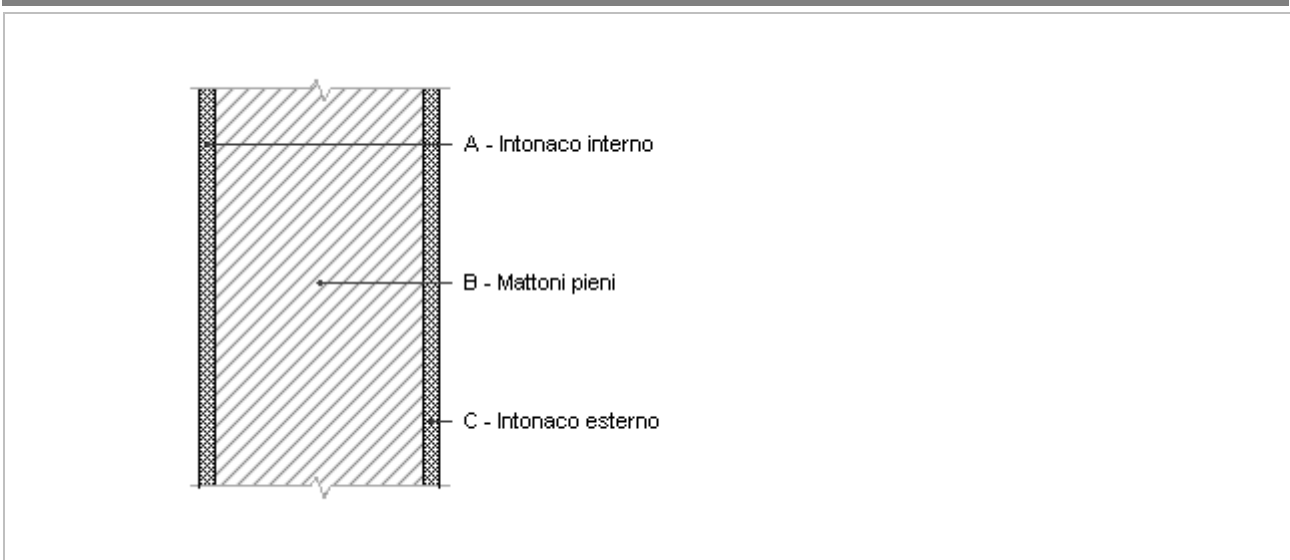 A - Intonaco interno
B - Mattoni pieni
C - Intonaco esterno